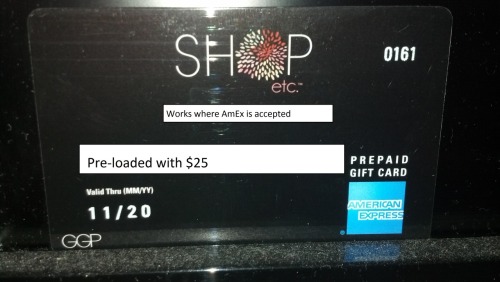 SHOP
etc.™
0161
Works where AmEx is accepted
Pre-loaded with $25
PREPAID
GIFT CARD
Valid Thru (MM/YY)
11/20
AMERICAN
EXPRESS
®
GGP